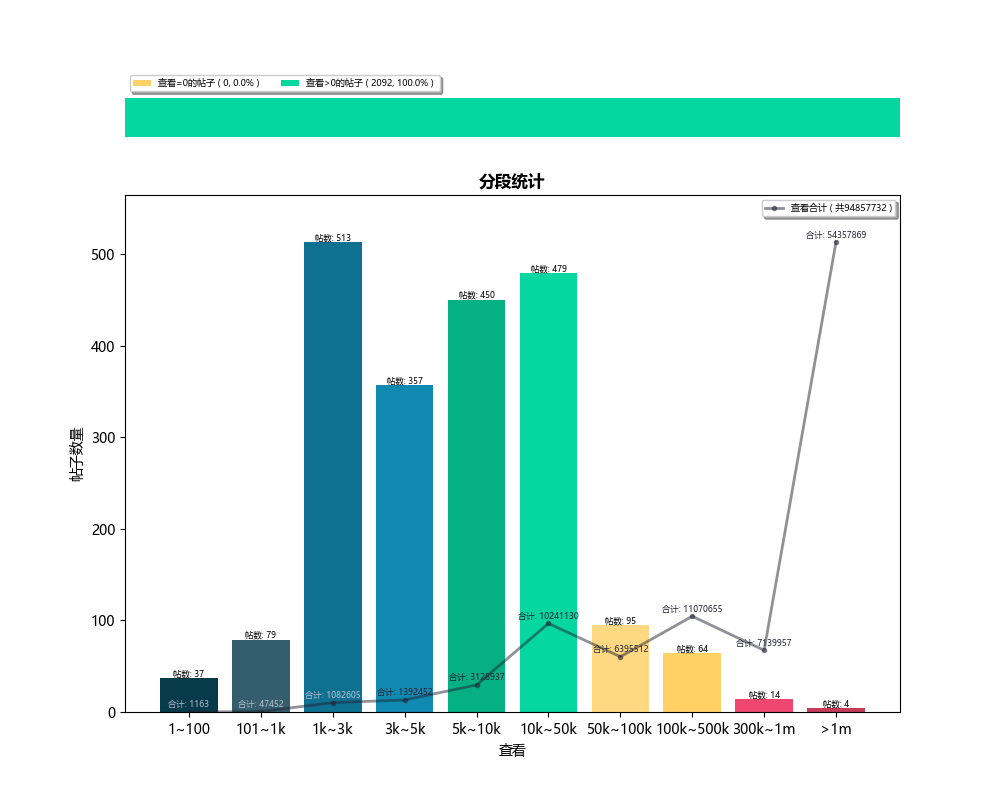 查看=0的帖子 ( 0, 0.0% ) 查看>0的帖子 ( 2092, 100.0% )
分段统计
查看合计 ( 共94857732 )
合计: 54357869
帖数: 513
帖数: 479
帖数: 450
帖数: 357
合计: 10241130
合计: 11070655
帖数: 95
帖数: 79
合计: 6395512
帖数: 64
合计: 7139957
帖数: 37
合计: 3128937
合计: 1163
合计: 47452
合计: 1082605
合计: 1392452
帖数: 14
帖数: 4
500
400
300
200
100
0
帖子数量
1~100 101~1k 1k~3k 3k~5k 5k~10k 10k~50k 50k~100k 100k~500k 300k~1m >1m
查看